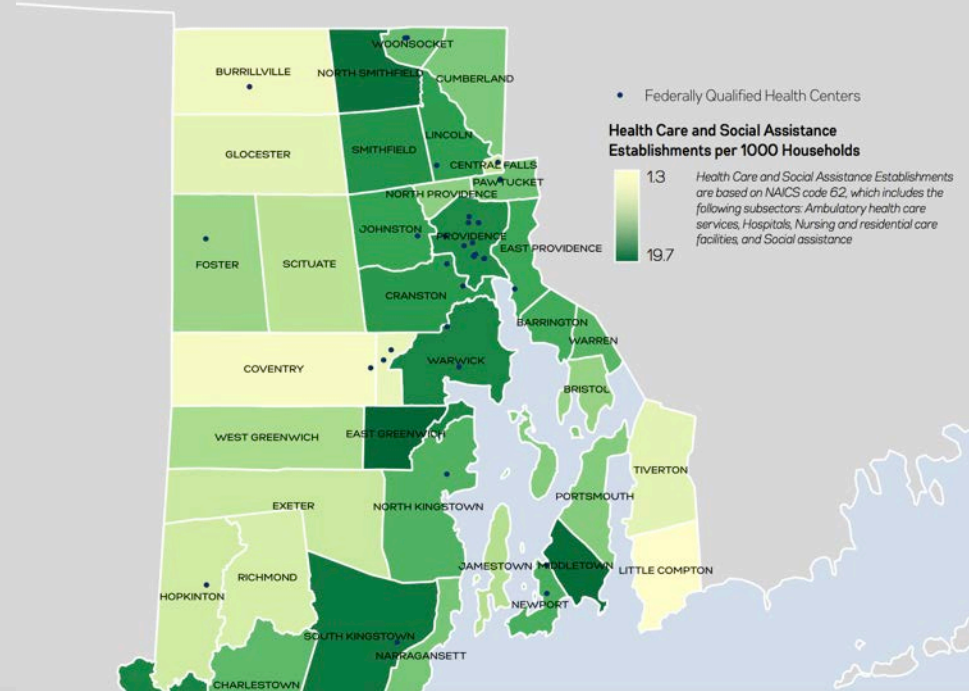 WOONSOCKET
BURRILLVILLE
NORTH SMITHFIELD
CUMBERLAND
Federally Qualified Health Centers
Health Care and Social Assistance
Establishments per 1000 Households
1.3
19.7
Health Care and Social Assistance Establishments
are based on NAICS code 62, which includes the
following subsectors: Ambulatory health care
services, Hospitals, Nursing and residential care
facilities, and Social assistance
LINCOLN
GLOCESTER
SMITHFIELD
CENTRAL FALLS
PAWTUCKET
NORTH PROVIDENCE
JOHNSTON
PROVIDENCE
EAST PROVIDENCE
FOSTER
SCITUATE
CRANSTON
BARRINGTON
WARREN
COVENTRY
WARWICK
BRISTOL
WEST GREENWICH
EAST GREENWICH
TIVERTON
EXETER
NORTH KINGSTOWN
PORTSMOUTH
JAMESTOWN
MIDDLETOWN
LITTLE COMPTON
RICHMOND
HOPKINTON
NEWPORT
SOUTH KINGSTOWN
NARRAGANSETT
CHARLESTOWN